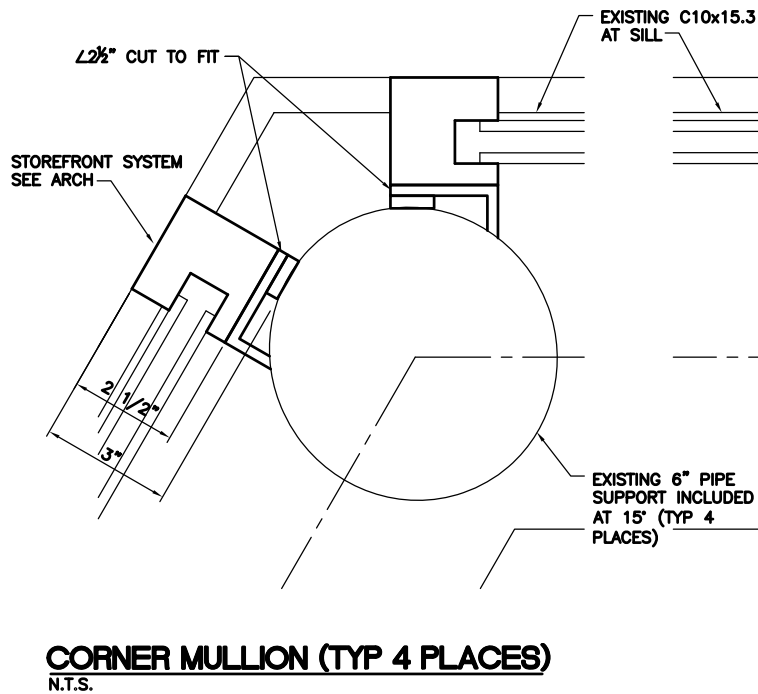 EXISTING C10x15.3
AT SILL
∠2½" CUT TO FIT
STOREFRONT SYSTEM
SEE ARCH
2 1/2"
3"
EXISTING 6" PIPE
SUPPORT INCLUDED
AT 15° (TYP 4
PLACES)
CORNER MULLION (TYP 4 PLACES)
N.T.S.